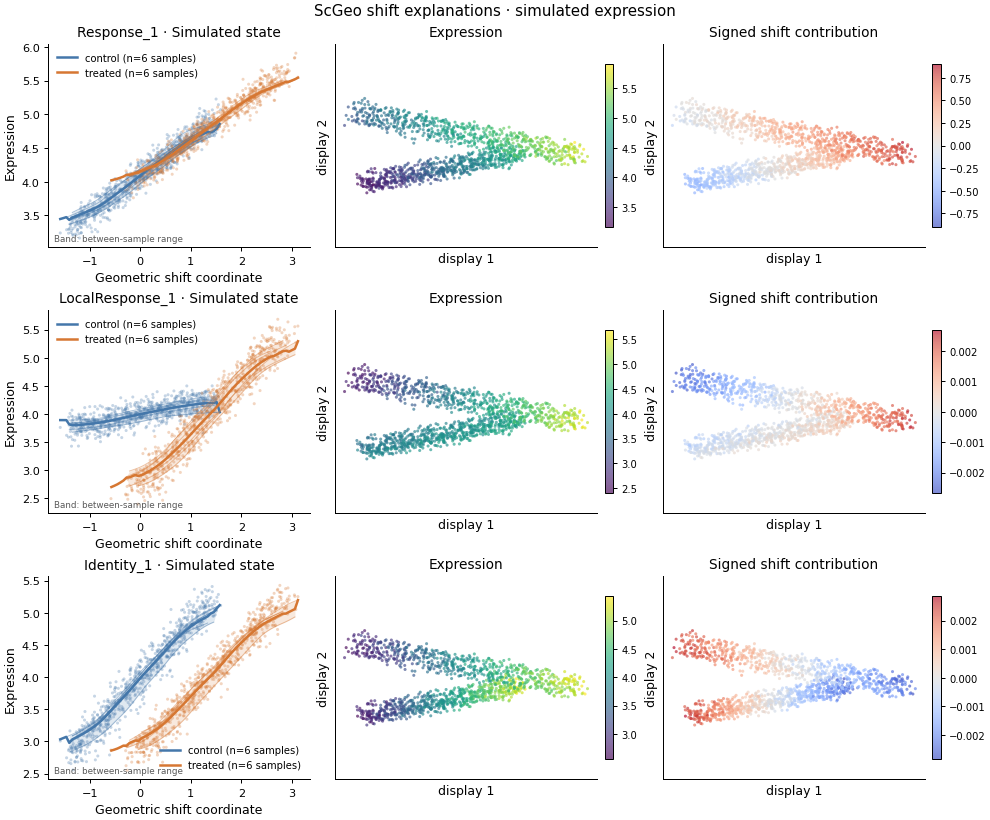 ScGeo shift explanations · simulated expression
Response_1 · Simulated state
Expression
Signed shift contribution
6.0
5.5
5.0
4.5
4.0
3.5
Expression
control (n=6 samples)
treated (n=6 samples)
Band: between-sample range
−1
0
1
2
3
Geometric shift coordinate
display 2
display 1
5.5
5.0
4.5
4.0
3.5
display 2
display 1
0.75
0.50
0.25
0.00
−0.25
−0.50
−0.75
LocalResponse_1 · Simulated state
Expression
Signed shift contribution
5.5
5.0
4.5
4.0
3.5
3.0
2.5
Expression
control (n=6 samples)
treated (n=6 samples)
Band: between-sample range
−1
0
1
2
3
Geometric shift coordinate
display 2
display 1
5.5
5.0
4.5
4.0
3.5
3.0
2.5
display 2
display 1
0.002
0.001
0.000
−0.001
−0.002
Identity_1 · Simulated state
Expression
Signed shift contribution
5.5
5.0
4.5
4.0
3.5
3.0
2.5
Expression
control (n=6 samples)
treated (n=6 samples)
Band: between-sample range
−1
0
1
2
3
Geometric shift coordinate
display 2
display 1
5.0
4.5
4.0
3.5
3.0
display 2
display 1
0.002
0.001
0.000
−0.001
−0.002